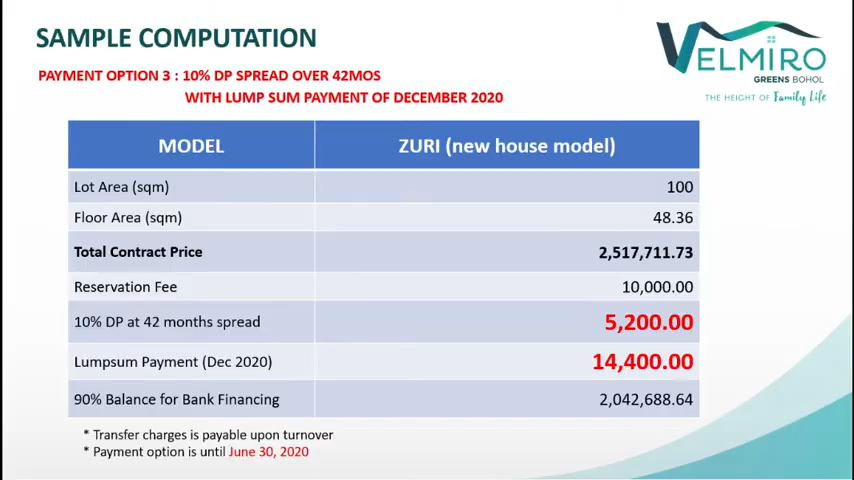 SAMPLE COMPUTATION
PAYMENT OPTION 3 : 10% DP SPREAD OVER 42MOS
WITH LUMP SUM PAYMENT OF DECEMBER 2020
VELMIRO
GREENS BOHOL
THE HEIGHT OF Family Life
MODEL ZURI (new house model)
Lot Area (sqm) 100
Floor Area (sqm) 48.36
Total Contract Price 2,517,711.73
Reservation Fee 10,000.00
10% DP at 42 months spread 5,200.00
Lumpsum Payment (Dec 2020) 14,400.00
90% Balance for Bank Financing 2,042,688.64
* Transfer charges is payable upon turnover
* Payment option is until June 30, 2020